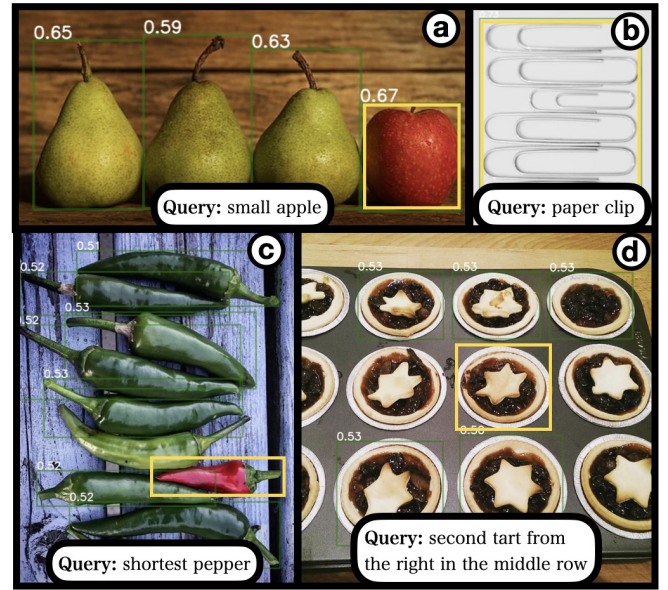 a
0.65
0.59
0.63
0.67
Query: small apple
b
Query: paper clip
c
0.51
0.52
0.53
0.52
0.53
0.52
0.52
Query: shortest pepper
d
0.53
0.53
0.53
0.53
Query: second tart from
the right in the middle row